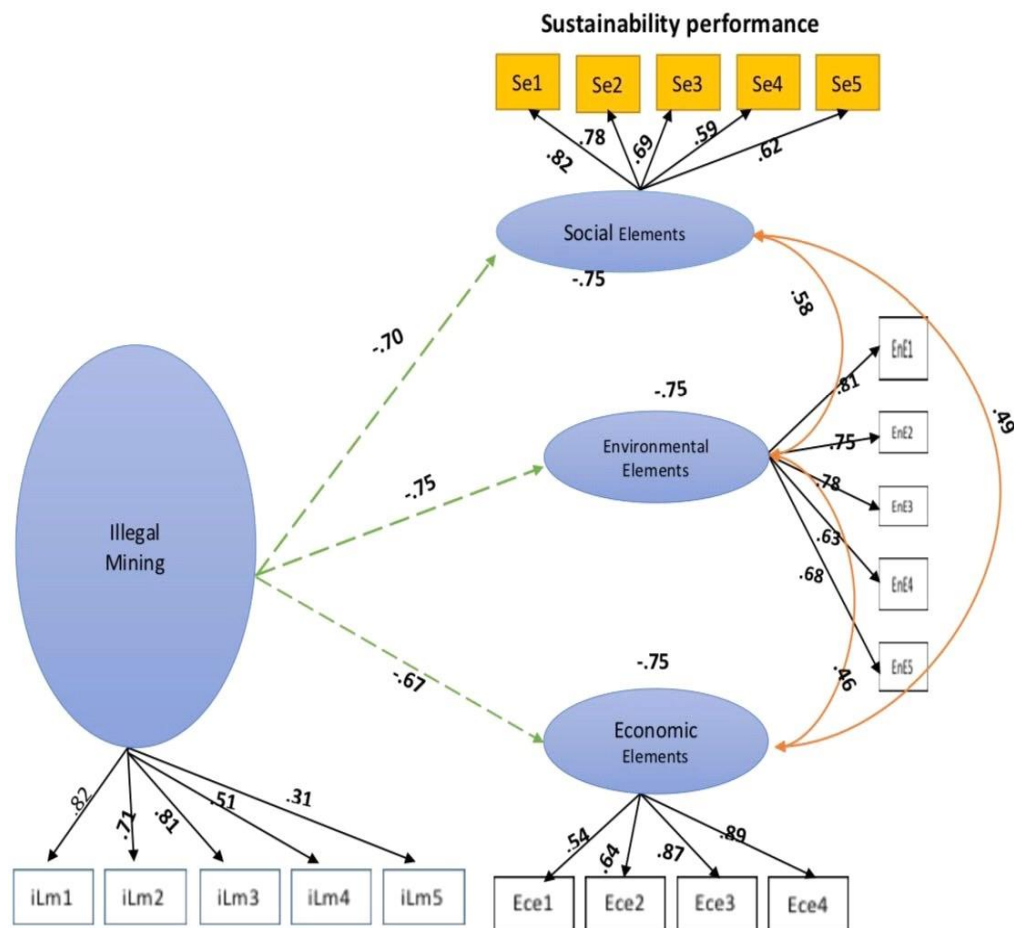 Sustainability performance
Se1 Se2 Se3 Se4 Se5
.82 .78 .69 .59 .62
Social Elements
-.75
.58
-.70
EnE1
.81
-.75
.49
EnE2
.75
Environmental
Elements
-.75
.78
EnE3
Illegal
Mining
.63
.68
EnE4
-.75
.46
EnE5
-.67
Economic
Elements
.82 .71 .81 .51 .31
.54 .64 .87 .89
iLm1 iLm2 iLm3 iLm4 iLm5
Ece1 Ece2 Ece3 Ece4